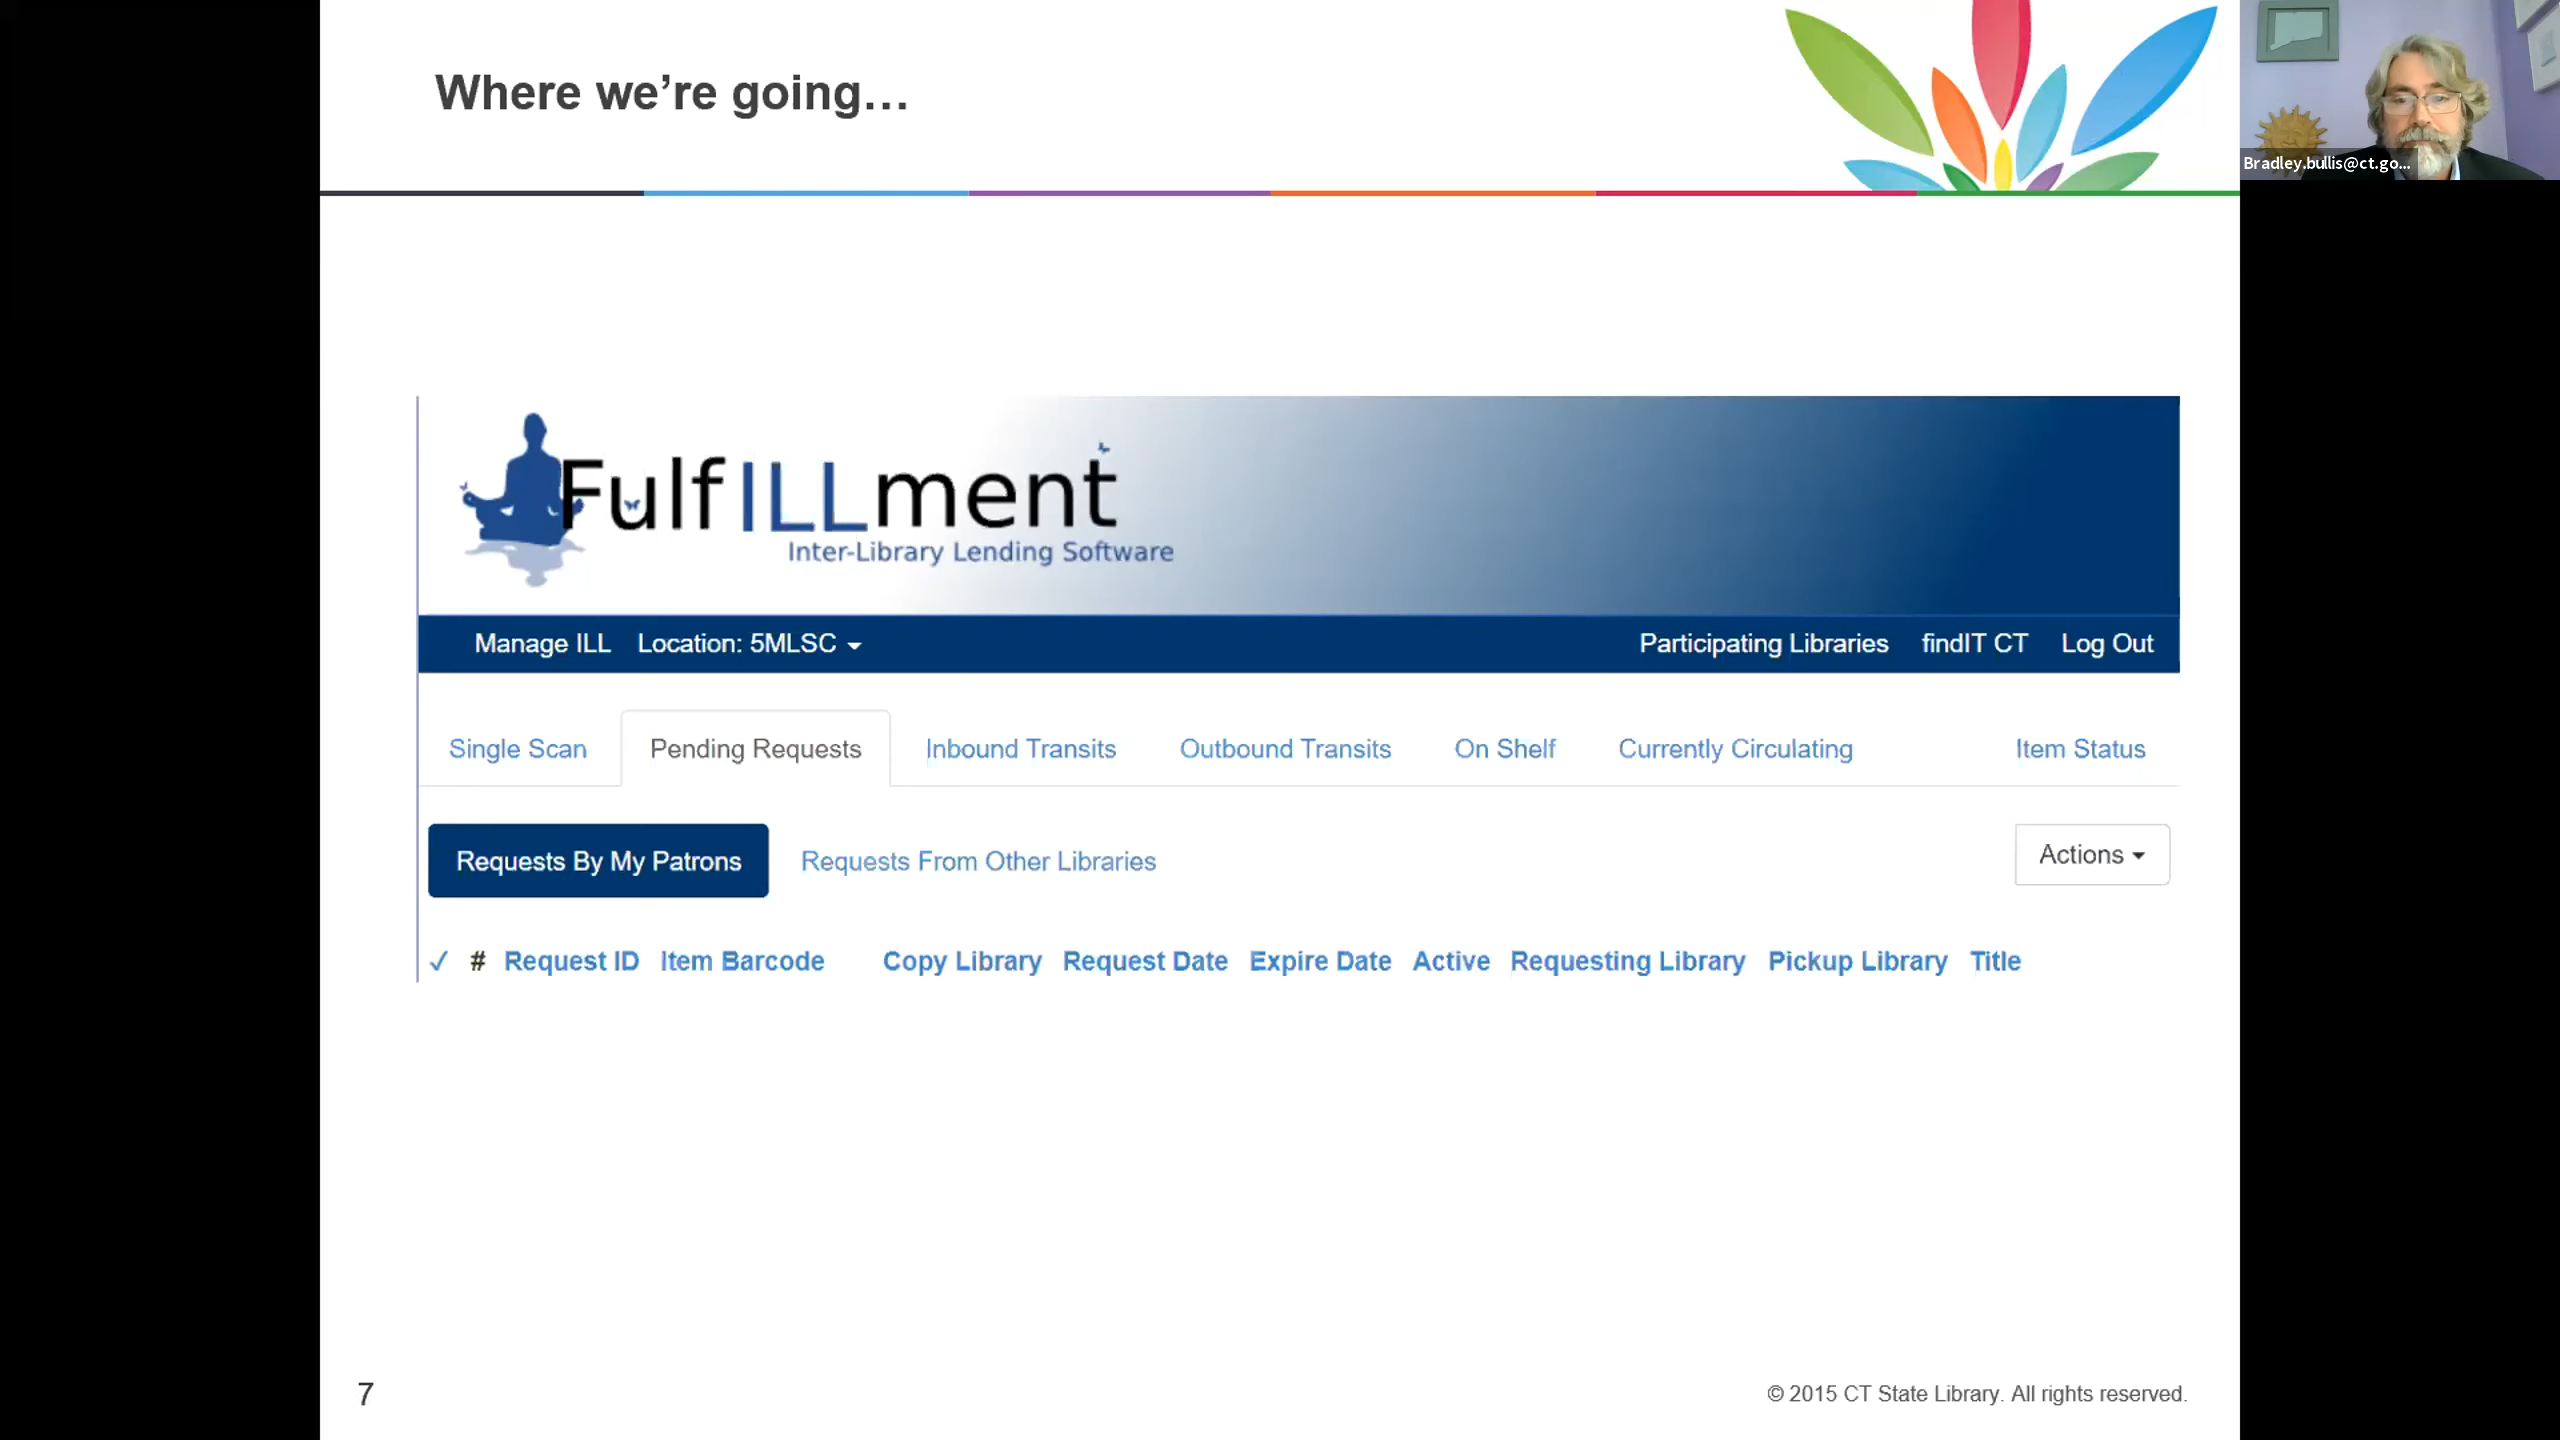 Where we’re going…
Bradley.bullis@ct.go...
FulfILLment
Inter-Library Lending Software
Manage ILL Location: 5MLSC Participating Libraries findIT CT Log Out
Single Scan Pending Requests Inbound Transits Outbound Transits On Shelf Currently Circulating Item Status
Requests By My Patrons Requests From Other Libraries Actions
✓ # Request ID Item Barcode Copy Library Request Date Expire Date Active Requesting Library Pickup Library Title
7 © 2015 CT State Library. All rights reserved.